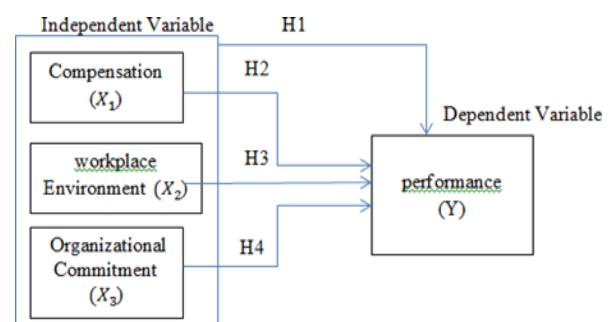 Independent Variable
H1
Compensation
(X₁)
H2
Dependent Variable
workplace
Environment (X₂)
H3
performance
(Y)
Organizational
Commitment
(X₃)
H4